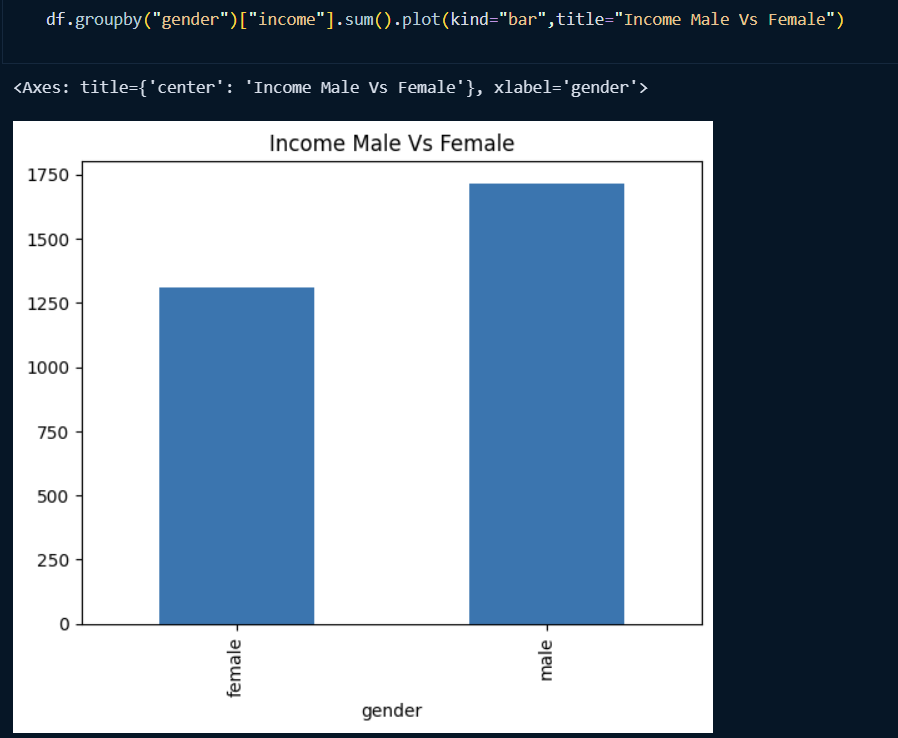 df.groupby("gender")["income"].sum().plot(kind="bar",title="Income Male Vs Female")
<Axes: title={'center': 'Income Male Vs Female'}, xlabel='gender'>
Income Male Vs Female
1750
1500
1250
1000
750
500
250
0
female
male
gender